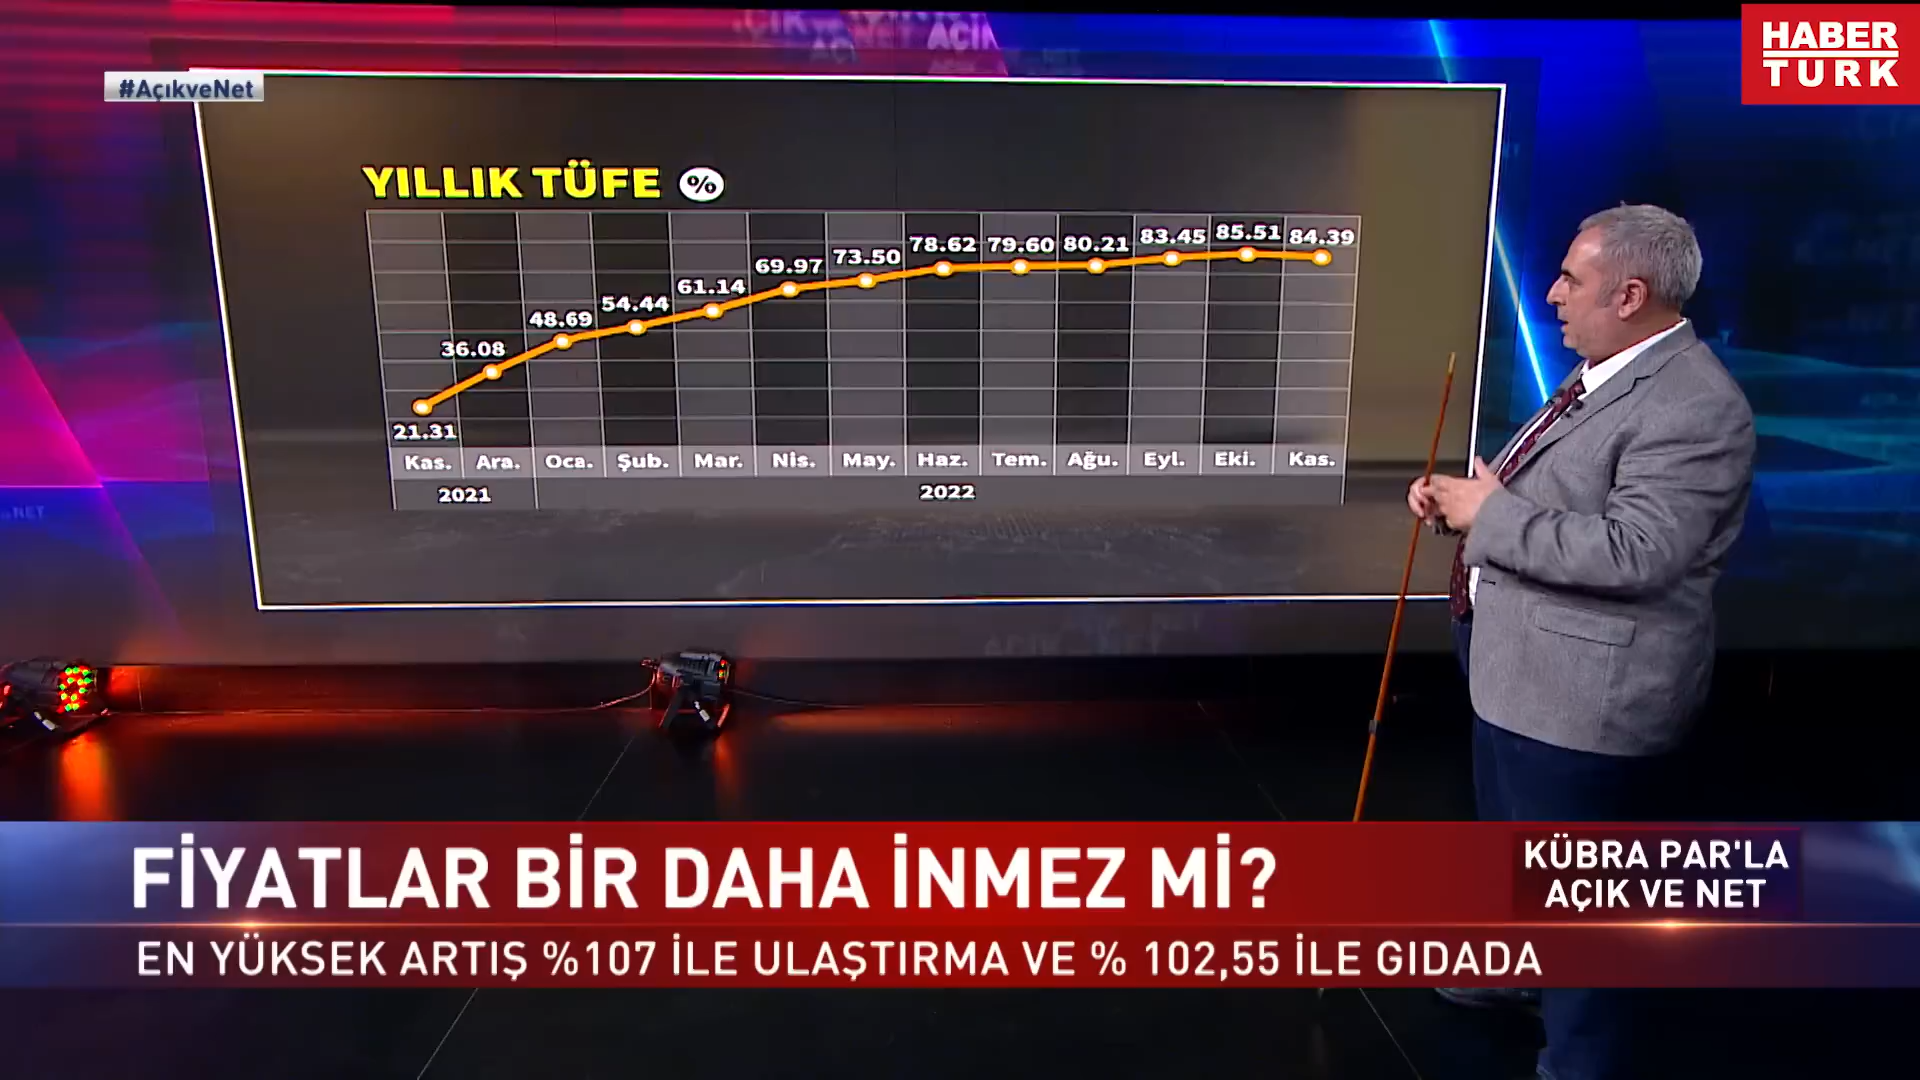 HABER
TURK
#AçıkveNet
YILLIK TÜFE %
21.31 36.08 48.69 54.44 61.14 69.97 73.50 78.62 79.60 80.21 83.45 85.51 84.39
Kas. Ara. Oca. Şub. Mar. Nis. May. Haz. Tem. Ağu. Eyl. Eki. Kas.
2021 2022
FİYATLAR BİR DAHA İNMEZ Mİ?
KÜBRA PAR'LA
AÇIK VE NET
EN YÜKSEK ARTIŞ %107 İLE ULAŞTIRMA VE % 102,55 İLE GIDADA